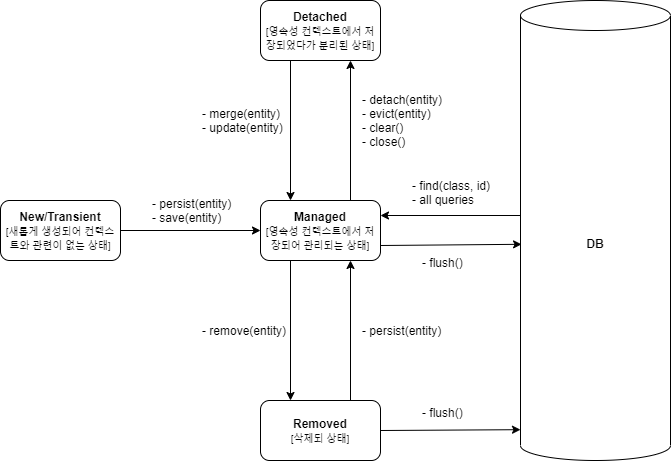 Detached
[영속성 컨텍스트에서 저
장되었다가 분리된 상태]
- merge(entity)
- update(entity)
- detach(entity)
- evict(entity)
- clear()
- close()
New/Transient
[새롭게 생성되어 컨텍스
트와 관련이 없는 상태]
- persist(entity)
- save(entity)
Managed
[영속성 컨텍스트에서 저
장되어 관리되는 상태]
- find(class, id)
- all queries
- flush()
DB
- remove(entity)
- persist(entity)
Removed
[삭제되 상태]
- flush()